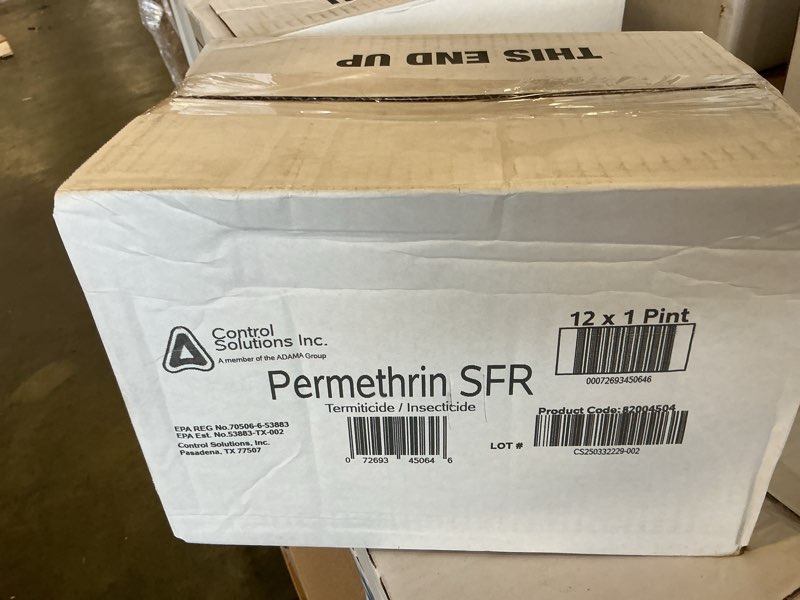 THIS END UP
Control
Solutions Inc.
A member of the ADAMA Group
12 x 1 Pint
00072693450646
Permethrin SFR
Termiticide / Insecticide
EPA REG No.70506-6-53883
EPA Est. No.53883-TX-002
Control Solutions, Inc.
Pasadena, TX 77507
0 72693 45064 6
LOT #
Product Code: 82004504
CS250332229-002